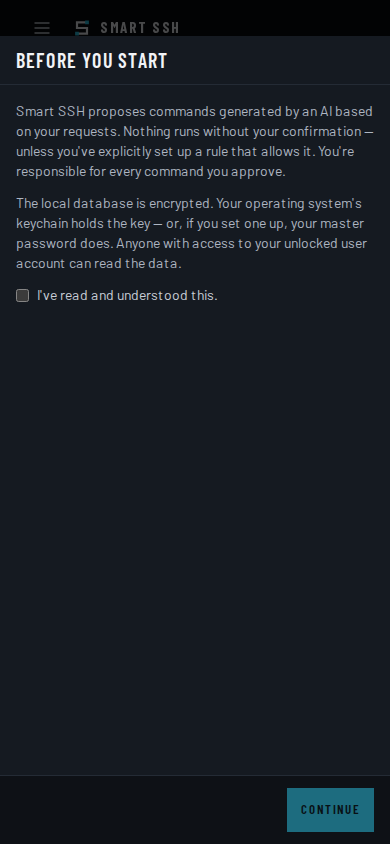 SMART SSH
BEFORE YOU START
Smart SSH proposes commands generated by an AI based
on your requests. Nothing runs without your confirmation —
unless you've explicitly set up a rule that allows it. You're
responsible for every command you approve.
The local database is encrypted. Your operating system's
keychain holds the key — or, if you set one up, your master
password does. Anyone with access to your unlocked user
account can read the data.
I've read and understood this.
CONTINUE